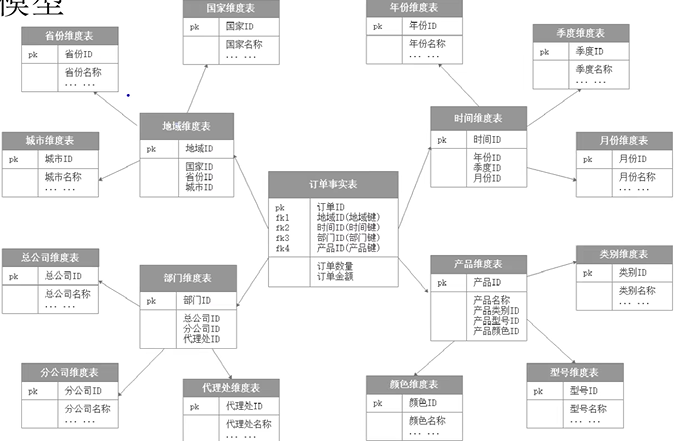 模型
国家维度表
pk 国家ID
国家名称
... ...
年份维度表
pk 年份ID
年份名称
... ...
省份维度表
pk 省份ID
省份名称
... ...
季度维度表
pk 季度ID
季度名称
... ...
地域维度表
pk 地域ID
国家ID
省份ID
城市ID
时间维度表
pk 时间ID
年份ID
季度ID
月份ID
城市维度表
pk 城市ID
城市名称
... ...
月份维度表
pk 月份ID
月份名称
... ...
订单事实表
pk 订单ID
fk1 地域ID(地域键)
fk2 时间ID(时间键)
fk3 部门ID(部门键)
fk4 产品ID(产品键)
订单数量
订单金额
总公司维度表
pk 总公司ID
总公司名称
... ...
部门维度表
pk 部门ID
总公司ID
分公司ID
代理处ID
产品维度表
pk 产品ID
产品名称
产品类别ID
产品型号ID
产品颜色ID
类别维度表
pk 类别ID
类别名称
... ...
分公司维度表
pk 分公司ID
分公司名称
... ...
代理处维度表
pk 代理处ID
代理处名称
... ...
颜色维度表
pk 颜色ID
颜色名称
... ...
型号维度表
pk 型号ID
型号名称
... ...